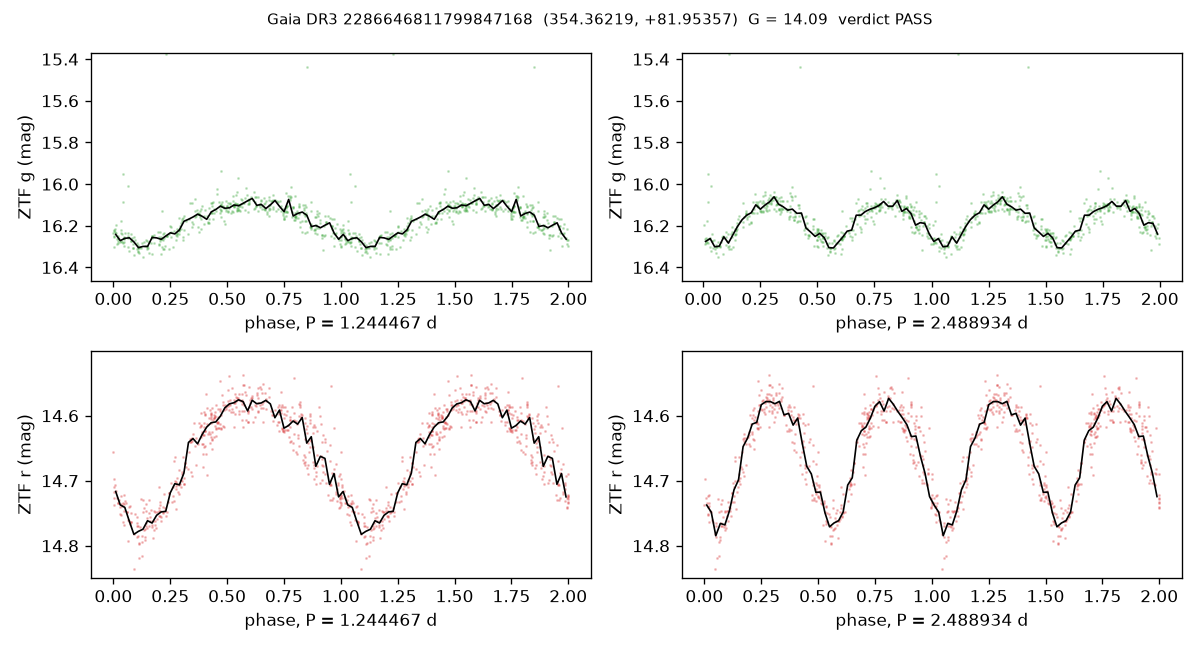 Gaia DR3 2286646811799847168 (354.36219, +81.95357) G = 14.09 verdict PASS
ZTF g (mag)
15.4
15.6
15.8
16.0
16.2
16.4
0.00 0.25 0.50 0.75 1.00 1.25 1.50 1.75 2.00
phase, P = 1.244467 d
ZTF g (mag)
15.4
15.6
15.8
16.0
16.2
16.4
0.00 0.25 0.50 0.75 1.00 1.25 1.50 1.75 2.00
phase, P = 2.488934 d
ZTF r (mag)
14.6
14.7
14.8
0.00 0.25 0.50 0.75 1.00 1.25 1.50 1.75 2.00
phase, P = 1.244467 d
ZTF r (mag)
14.6
14.7
14.8
0.00 0.25 0.50 0.75 1.00 1.25 1.50 1.75 2.00
phase, P = 2.488934 d